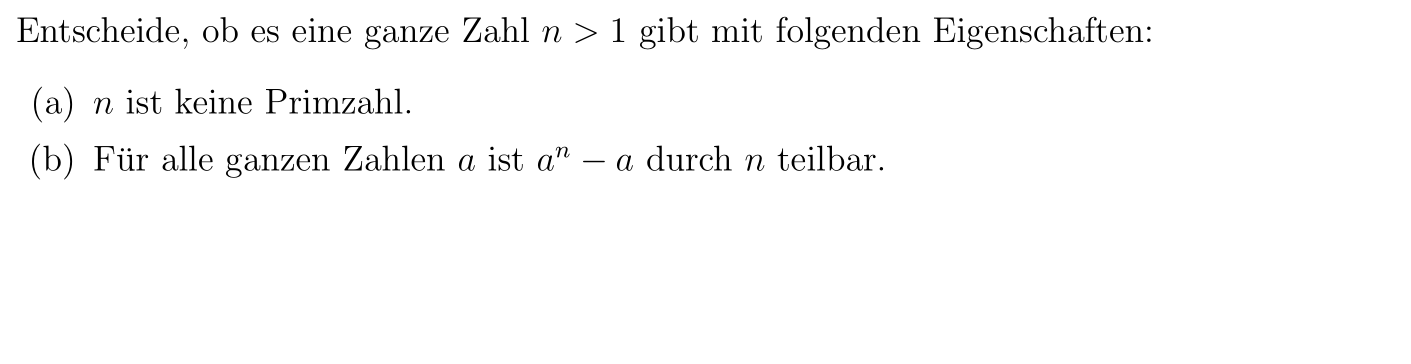 Entscheide, ob es eine ganze Zahl n > 1 gibt mit folgenden Eigenschaften:
(a) n ist keine Primzahl.
(b) Für alle ganzen Zahlen a ist aⁿ − a durch n teilbar.